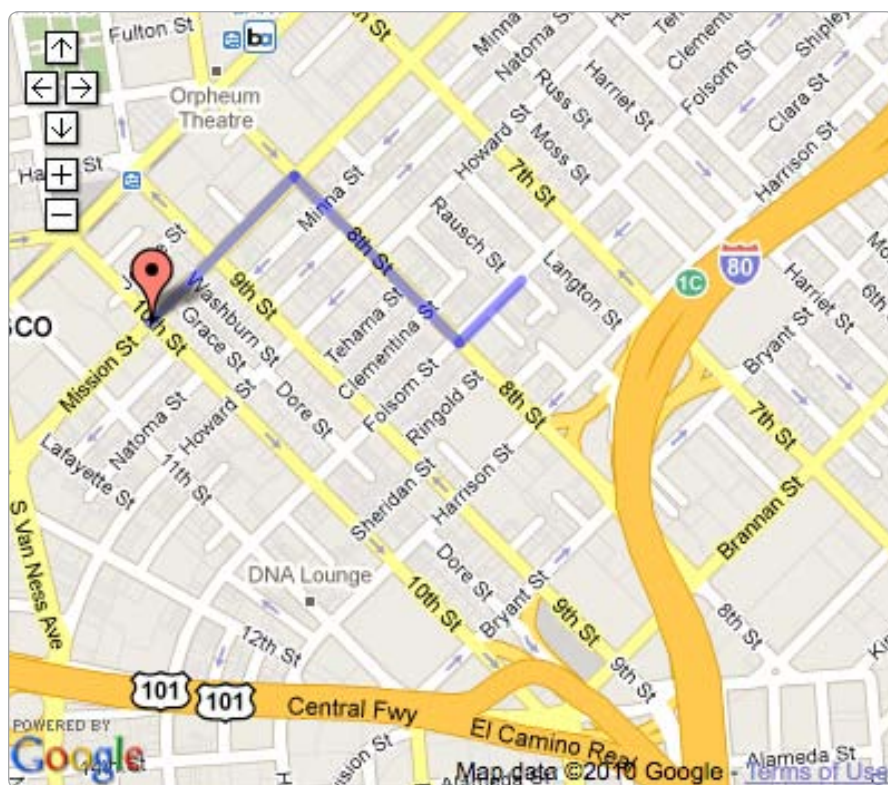 Fulton St
Orpheum
Theatre
Minna St
Natoma St
Russ St
Moss St
Harriet St
Folsom St
Shipley
Clara St
Harrison St
Howard St
7th St
Rausch St
Langton St
Minna St
8th St
9th St
Washburn St
Grace St
10th St
Mission St
SCO
Tehama St
Clementina St
Folsom St
Ringold St
8th St
1C
80
Harriet St
6th
Bryant St
7th St
Brannan St
Dore St
Natoma St
Howard St
Lafayette St
11th St
Sheridan St
Harrison St
S Van Ness Ave
DNA Lounge
10th St
Dore St
Bryant St
9th St
9th St
8th St
12th St
101
101
Central Fwy
El Camino Real
POWERED BY
Google
Alameda St
Map data ©2010 Google - Terms of Use